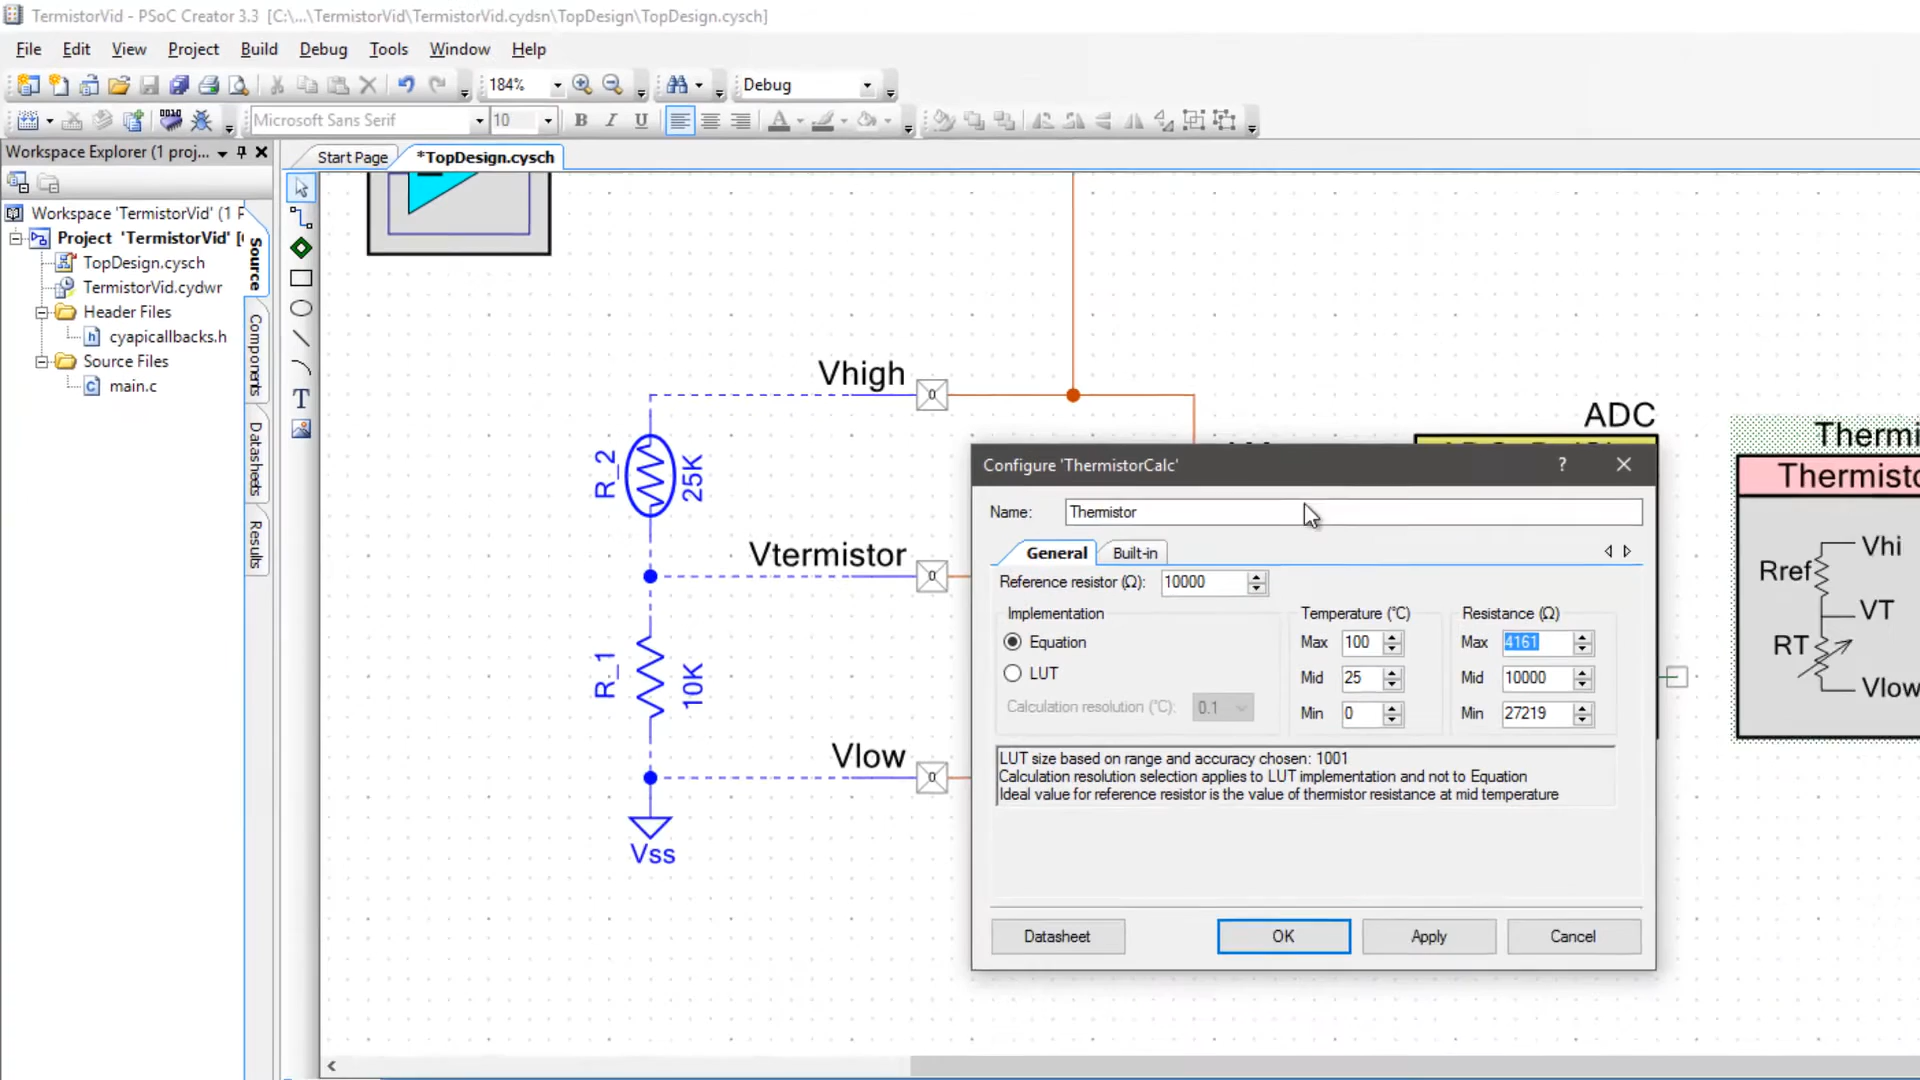 TermistorVid - PSoC Creator 3.3 [C:\...\TermistorVid\TermistorVid.cydsn\TopDesign\TopDesign.cysch]
File Edit View Project Build Debug Tools Window Help
184% Debug
Microsoft Sans Serif 10 B I U
Workspace Explorer (1 proj...
Start Page *TopDesign.cysch
Workspace 'TermistorVid' (1
Project 'TermistorVid' [
TopDesign.cysch
TermistorVid.cydwr
Header Files
cyapicallbacks.h
Source Files
main.c
Source
Components
Datasheets
Results
T
Vhigh
R_2
25K
Vtermistor
R_1
10K
Vlow
Vss
ADC
Configure 'ThermistorCalc'
Name: Thermistor
General Built-in
Reference resistor (Ω): 10000
Implementation
Equation
LUT
Calculation resolution (°C): 0.1
Temperature (°C)
Max 100
Mid 25
Min 0
Resistance (Ω)
Max 4161
Mid 10000
Min 27219
LUT size based on range and accuracy chosen: 1001
Calculation resolution selection applies to LUT implementation and not to Equation
Ideal value for reference resistor is the value of thermistor resistance at mid temperature
Datasheet OK Apply Cancel
Thermi
Thermisto
Vhi
Rref
VT
RT
Vlow